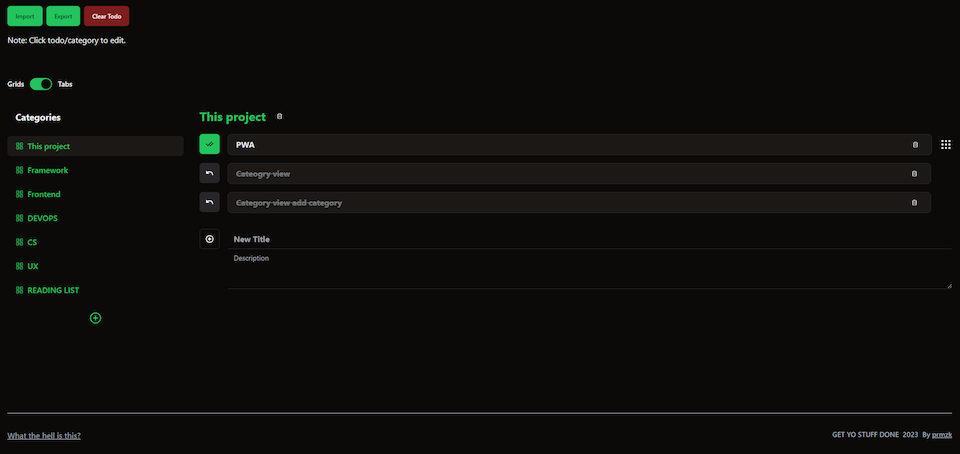 Import Export Clear Todo
Note: Click todo/category to edit.
Grids Tabs
Categories
This project
Framework
Frontend
DEVOPS
CS
UX
READING LIST
This project
PWA
Cateogry view
Category view add category
New Title
Description
What the hell is this?
GET YO STUFF DONE 2023 By prmzk